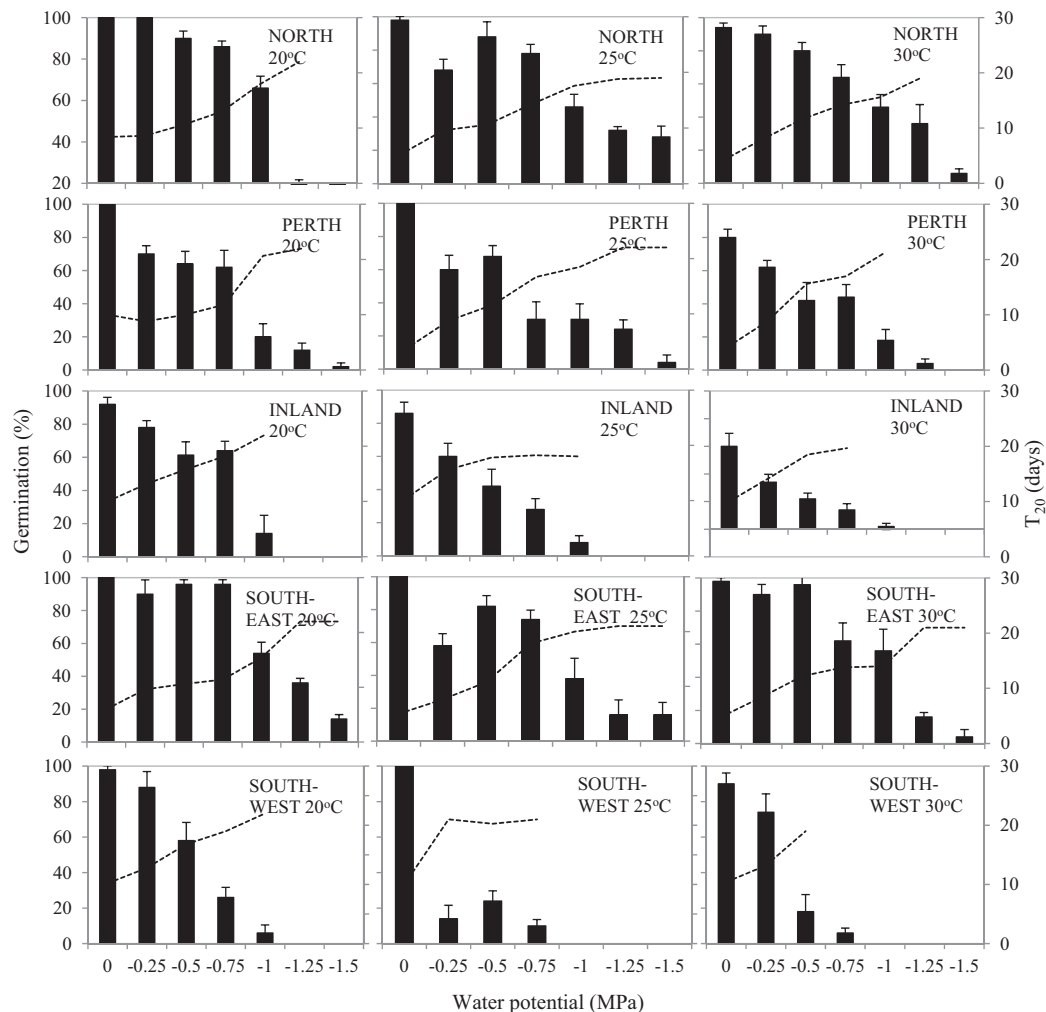 100
80
60
40
20
NORTH
20°C
NORTH
25°C
NORTH
30°C
30
20
10
0
100
80
60
40
20
0
PERTH
20°C
PERTH
25°C
PERTH
30°C
30
20
10
0
100
80
60
40
20
0
INLAND
20°C
INLAND
25°C
INLAND
30°C
30
20
10
0
100
80
60
40
20
0
SOUTH-
EAST 20°C
SOUTH-
EAST 25°C
SOUTH-
EAST 30°C
30
20
10
0
100
80
60
40
20
0
SOUTH-
WEST 20°C
SOUTH-
WEST 25°C
SOUTH-
WEST 30°C
30
20
10
0
Germination (%)
T20 (days)
0 -0.25 -0.5 -0.75 -1 -1.25 -1.5
0 -0.25 -0.5 -0.75 -1 -1.25 -1.5
0 -0.25 -0.5 -0.75 -1 -1.25 -1.5
Water potential (MPa)